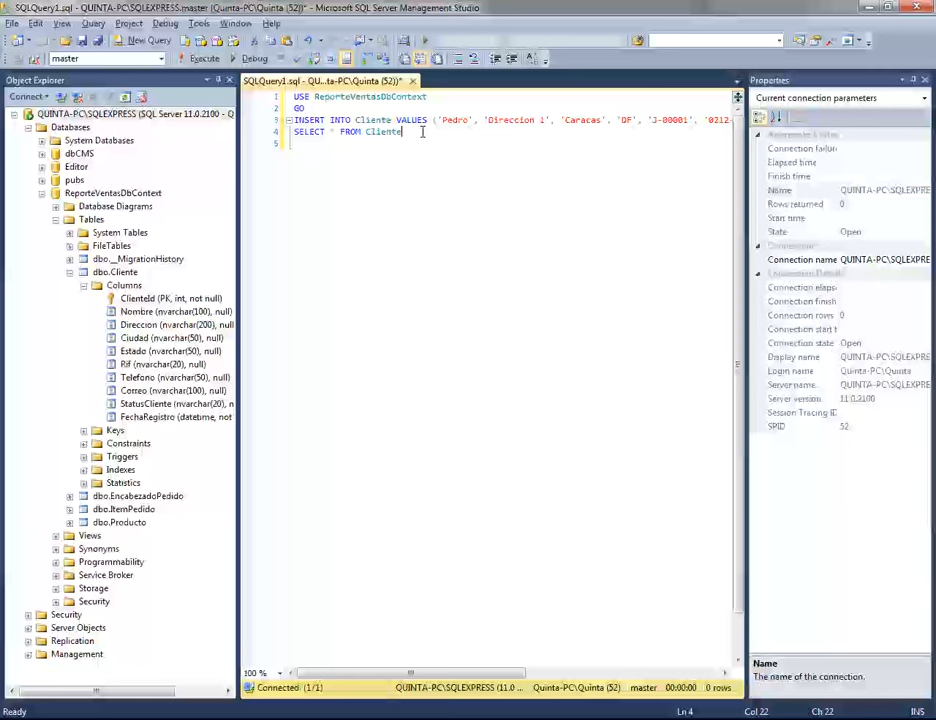 SQLQuery1.sql - QUINTA-PC\SQLEXPRESS.master (Quinta-PC\Quinta (52))* - Microsoft SQL Server Management Studio
File Edit View Query Project Debug Tools Window Help
New Query
master Execute Debug
Object Explorer
Connect
QUINTA-PC\SQLEXPRESS (SQL Server 11.0.2100 - Q
Databases
System Databases
dbCMS
Editor
pubs
ReporteVentasDbContext
Database Diagrams
Tables
System Tables
FileTables
dbo.__MigrationHistory
dbo.Cliente
Columns
ClienteId (PK, int, not null)
Nombre (nvarchar(100), null)
Direccion (nvarchar(200), null)
Ciudad (nvarchar(50), null)
Estado (nvarchar(50), null)
Rif (nvarchar(20), null)
Telefono (nvarchar(50), null)
Correo (nvarchar(100), null)
StatusCliente (nvarchar(20), n
FechaRegistro (datetime, not
Keys
Constraints
Triggers
Indexes
Statistics
dbo.EncabezadoPedido
dbo.ItemPedido
dbo.Producto
Views
Synonyms
Programmability
Service Broker
Storage
Security
Security
Server Objects
Replication
Management
SQLQuery1.sql - QU...ta-PC\Quinta (52))*
1 USE ReporteVentasDbContext
2 GO
3 INSERT INTO Cliente VALUES ('Pedro', 'Direccion 1', 'Caracas', 'DF', 'J-00001', '0212-
4 SELECT * FROM Cliente
5
100 %
Connected. (1/1) QUINTA-PC\SQLEXPRESS (11.0 ... Quinta-PC\Quinta (52) master 00:00:00 0 rows
Properties
Current connection parameters
Connection failure
Elapsed time
Finish time
Name QUINTA-PC\SQLEXPRE
Rows returned 0
Start time
State Open
Connection name QUINTA-PC\SQLEXPRE
Connection elaps
Connection finish
Connection rows 0
Connection start t
Connection state Open
Display name QUINTA-PC\SQLEXPRE
Login name Quinta-PC\Quinta
Server name QUINTA-PC\SQLEXPRE
Server version 11.0.2100
Session Tracing ID
SPID 52
Name
The name of the connection.
Ready Ln 4 Col 22 Ch 22 INS